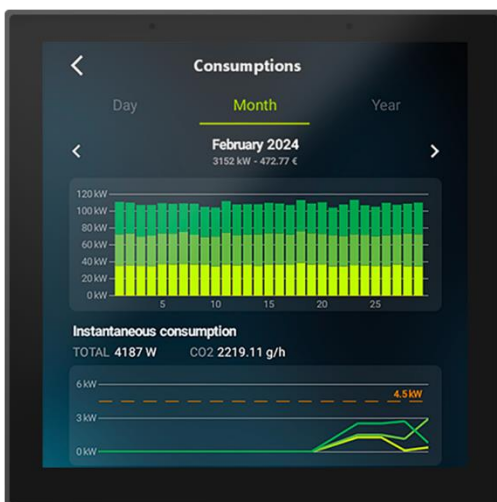 Consumptions
Day Month Year
February 2024
3152 kW - 472.77 €
120 kW
100 kW
80 kW
60 kW
40 kW
20 kW
0 kW
5 10 15 20 25
Instantaneous consumption
TOTAL 4187 W CO2 2219.11 g/h
6 kW
4.5 kW
3 kW
0 kW